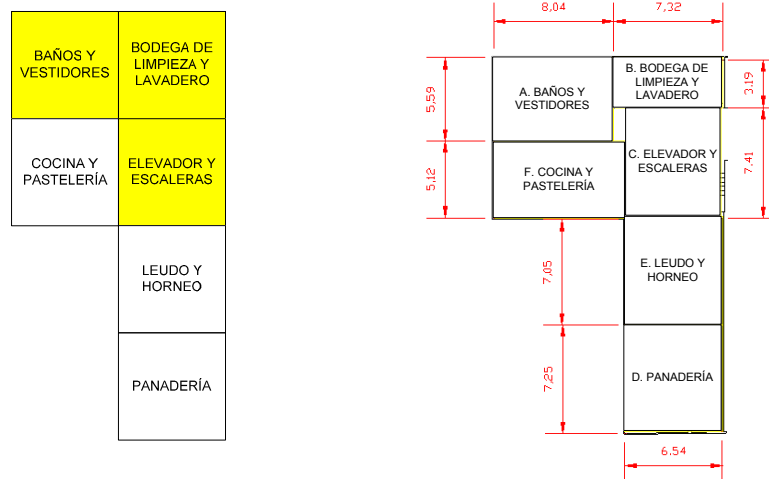 BAÑOS Y
VESTIDORES
BODEGA DE
LIMPIEZA Y
LAVADERO
COCINA Y
PASTELERÍA
ELEVADOR Y
ESCALERAS
LEUDO Y
HORNEO
PANADERÍA
8,04
7,32
5,59
A. BAÑOS Y
VESTIDORES
B. BODEGA DE
LIMPIEZA Y
LAVADERO
3,19
5,12
F. COCINA Y
PASTELERÍA
C. ELEVADOR Y
ESCALERAS
7,41
7,05
E. LEUDO Y
HORNEO
7,25
D. PANADERÍA
6,54